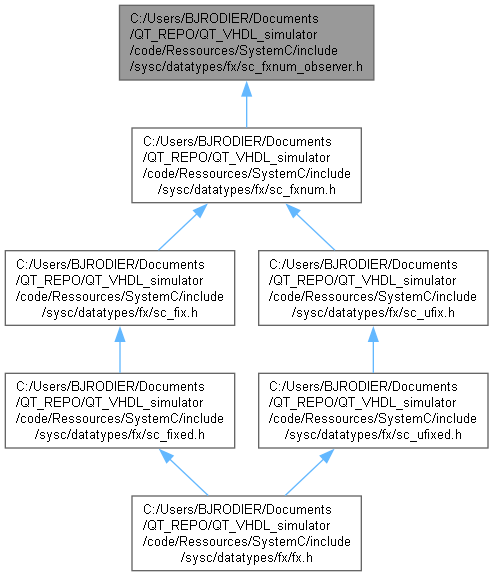 C:/Users/BJRODIER/Documents
/QT_REPO/QT_VHDL_simulator
/code/Ressources/SystemC/include
/sysc/datatypes/fx/sc_fxnum_observer.h
C:/Users/BJRODIER/Documents
/QT_REPO/QT_VHDL_simulator
/code/Ressources/SystemC/include
/sysc/datatypes/fx/sc_fxnum.h
C:/Users/BJRODIER/Documents
/QT_REPO/QT_VHDL_simulator
/code/Ressources/SystemC/include
/sysc/datatypes/fx/sc_fix.h
C:/Users/BJRODIER/Documents
/QT_REPO/QT_VHDL_simulator
/code/Ressources/SystemC/include
/sysc/datatypes/fx/sc_ufix.h
C:/Users/BJRODIER/Documents
/QT_REPO/QT_VHDL_simulator
/code/Ressources/SystemC/include
/sysc/datatypes/fx/sc_fixed.h
C:/Users/BJRODIER/Documents
/QT_REPO/QT_VHDL_simulator
/code/Ressources/SystemC/include
/sysc/datatypes/fx/sc_ufixed.h
C:/Users/BJRODIER/Documents
/QT_REPO/QT_VHDL_simulator
/code/Ressources/SystemC/include
/sysc/datatypes/fx/fx.h